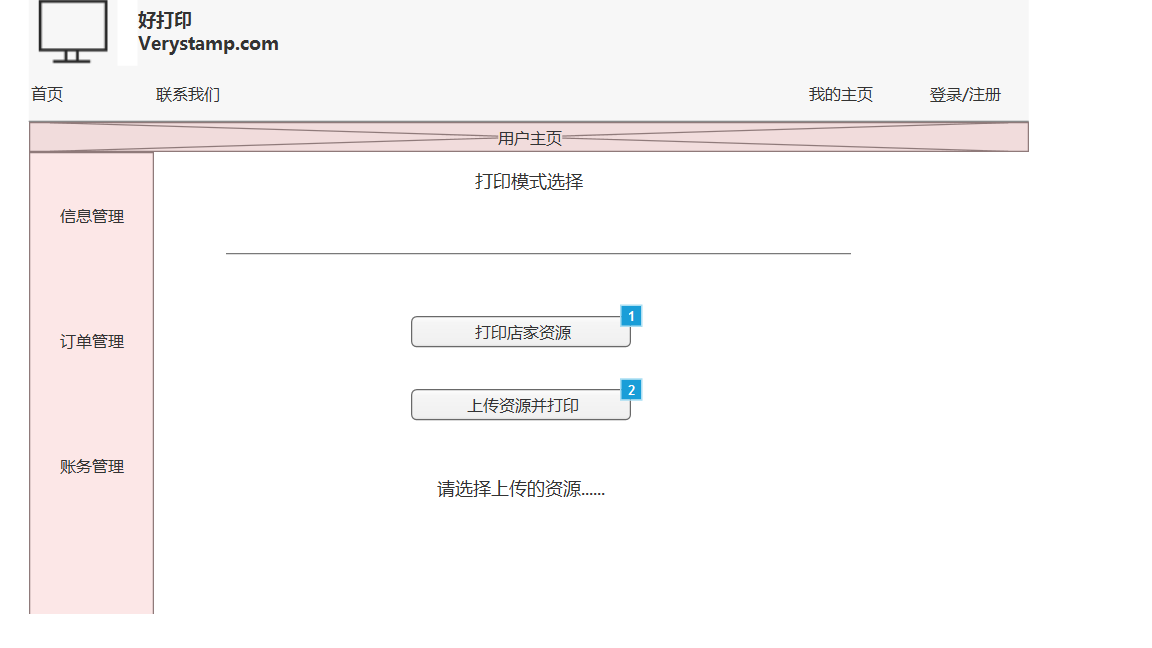 好打印
Verystamp.com
首页
联系我们
我的主页
登录/注册
用户主页
打印模式选择
信息管理
1
打印店家资源
订单管理
2
上传资源并打印
账务管理
请选择上传的资源......